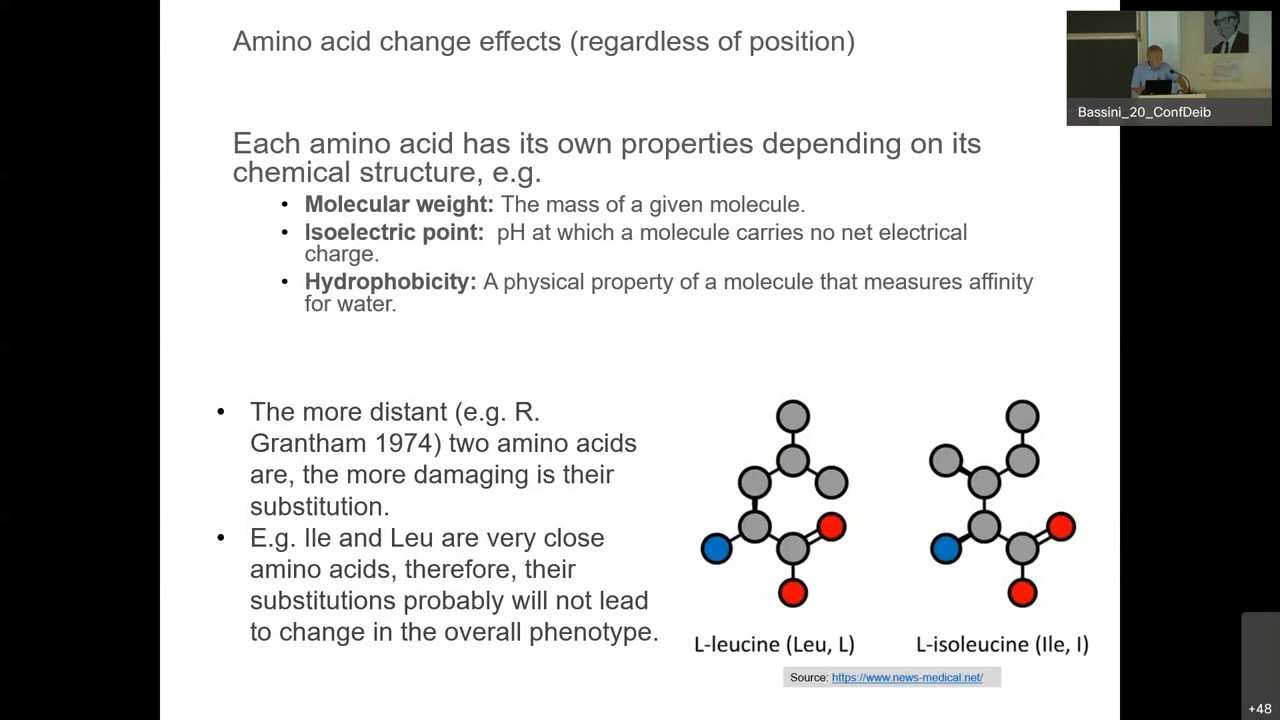 Amino acid change effects (regardless of position)
Bassini_20_ConfDeib
Each amino acid has its own properties depending on its
chemical structure, e.g.
• Molecular weight: The mass of a given molecule.
• Isoelectric point: pH at which a molecule carries no net electrical
charge.
• Hydrophobicity: A physical property of a molecule that measures affinity
for water.
• The more distant (e.g. R.
Grantham 1974) two amino acids
are, the more damaging is their
substitution.
• E.g. Ile and Leu are very close
amino acids, therefore, their
substitutions probably will not lead
to change in the overall phenotype.
L-leucine (Leu, L)
L-isoleucine (Ile, I)
Source: https://www.news-medical.net/
+48